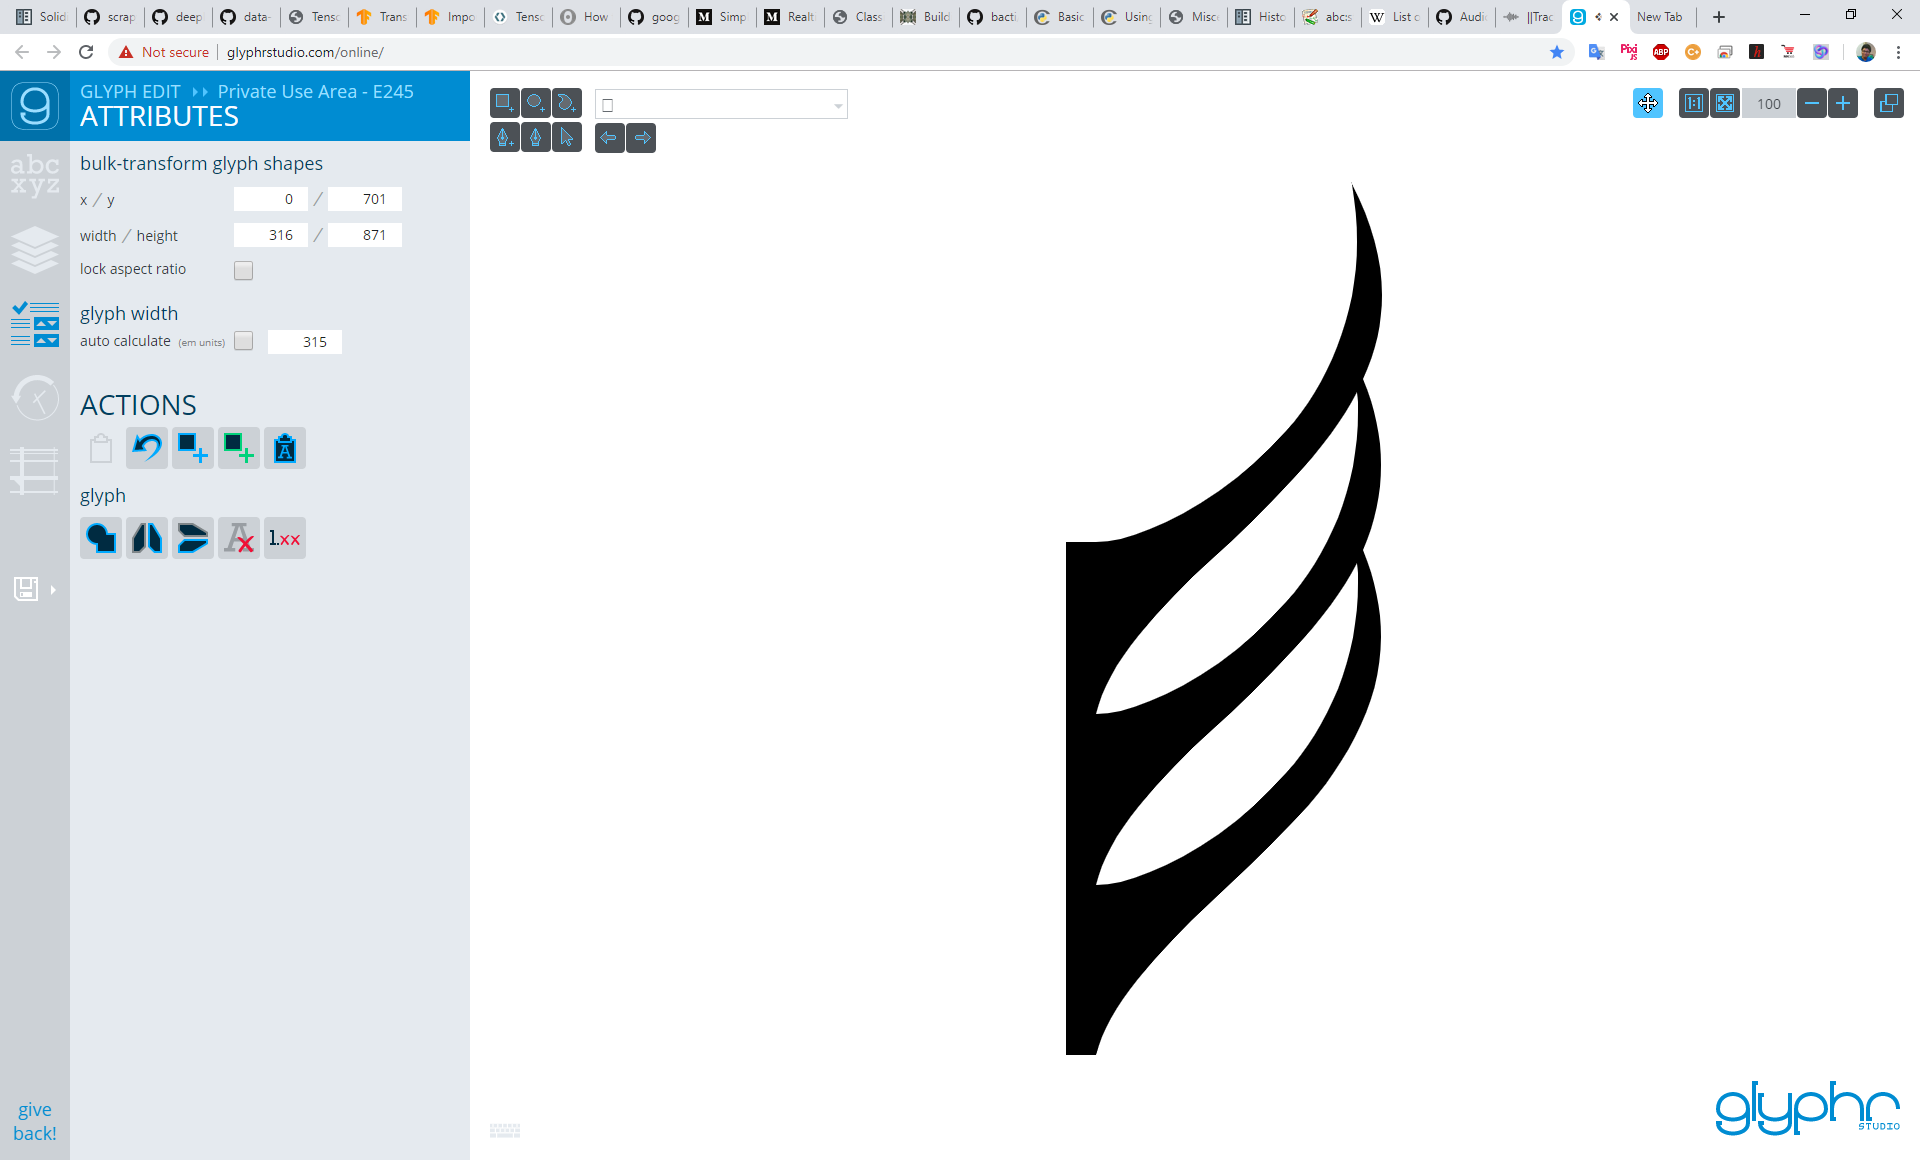 Solid scrap deep data- Tenso Trans Impo Tenso How goog Simp Realt Class Build bacti Basic Using Misc Histo abc:s List o Audi ||Trac New Tab
Not secure glyphrstudio.com/online/
GLYPH EDIT Private Use Area - E245
ATTRIBUTES
1:1 100
abc
xyz
bulk-transform glyph shapes
x / y 0 / 701
width / height 316 / 871
lock aspect ratio
glyph width
auto calculate (em units) 315
ACTIONS
glyph
1.xx
give
back!
glyphr
STUDIO